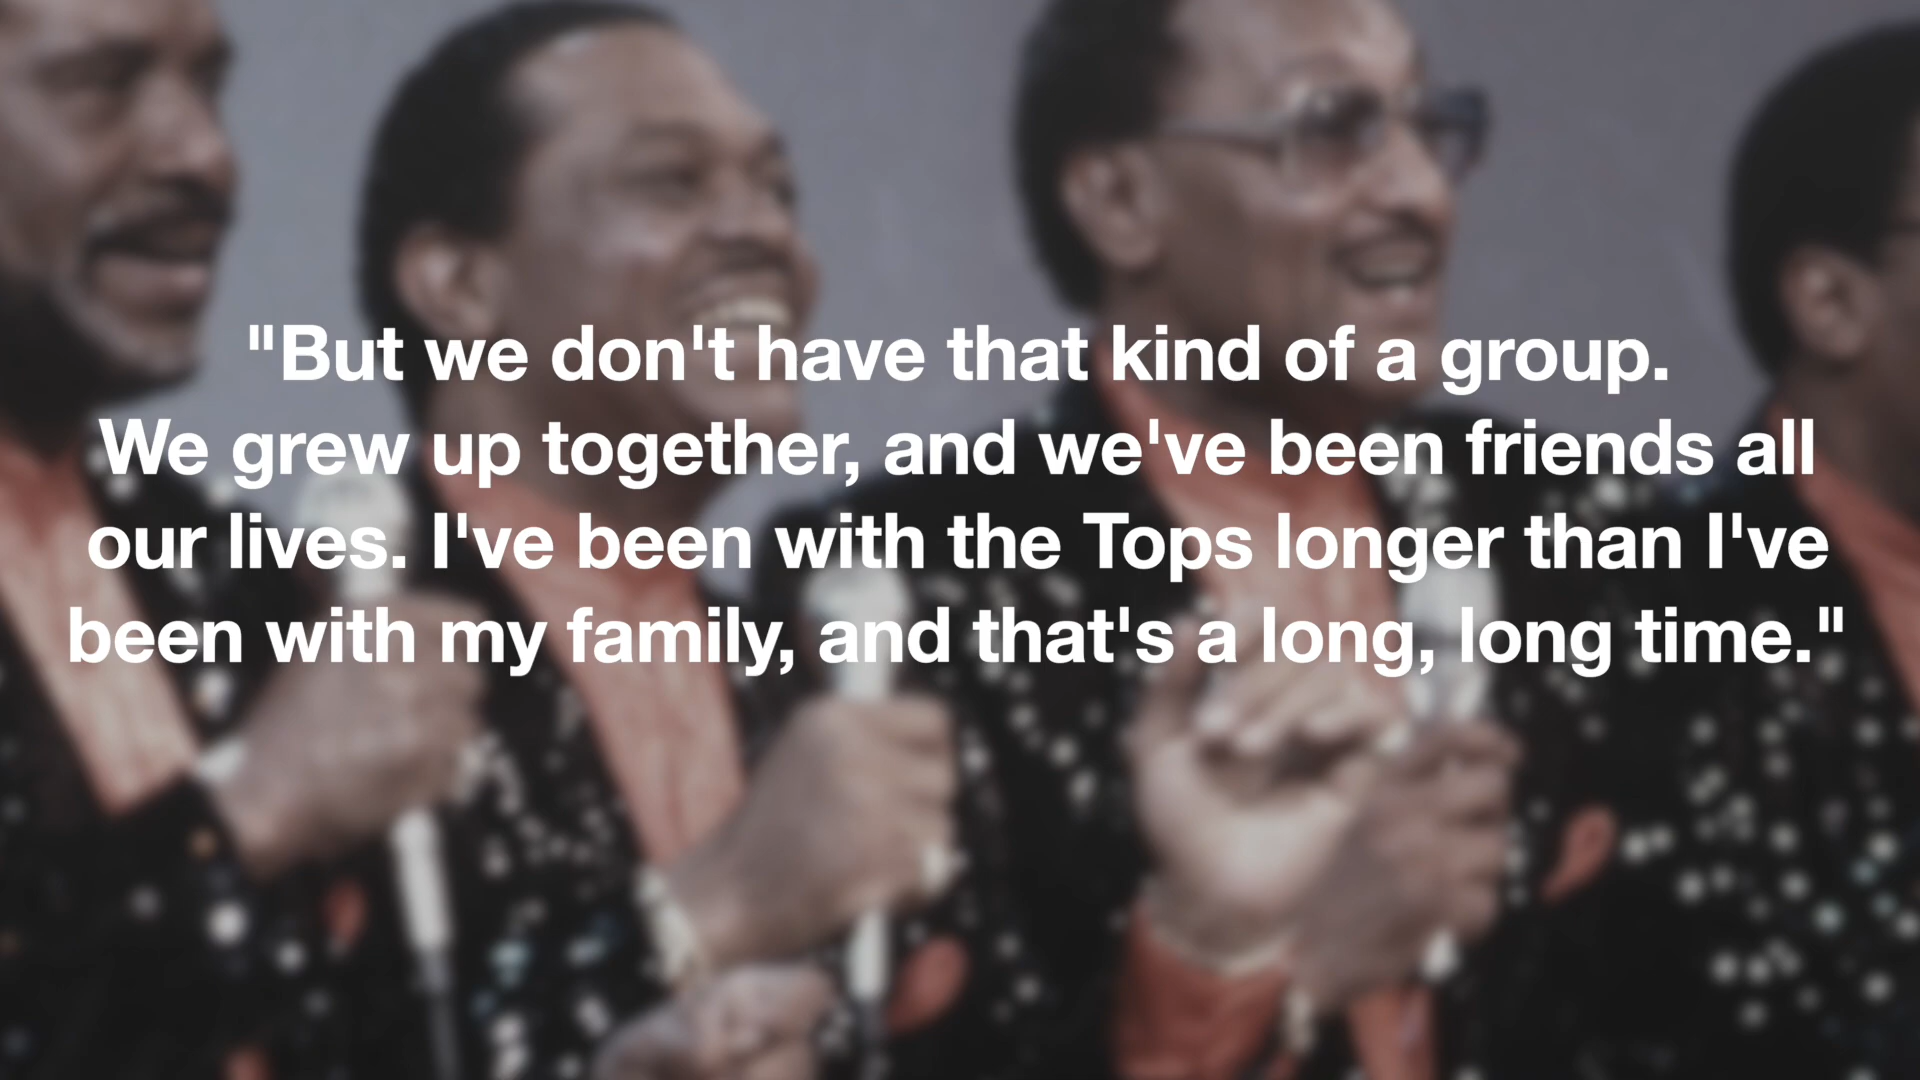 "But we don't have that kind of a group.
We grew up together, and we've been friends all
our lives. I've been with the Tops longer than I've
been with my family, and that's a long, long time."